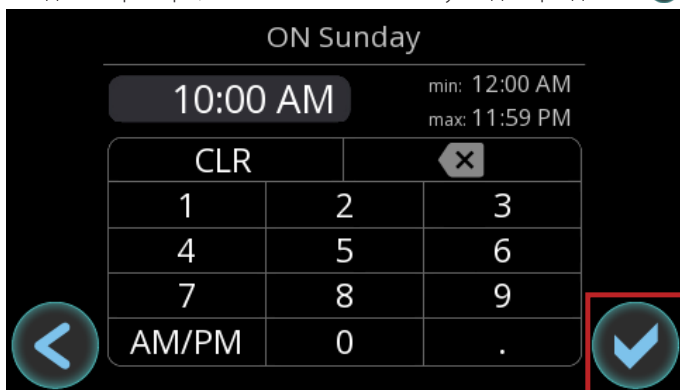 ON Sunday
10:00 AM
min: 12:00 AM
max: 11:59 PM
CLR
1 2 3
4 5 6
7 8 9
AM/PM 0 .